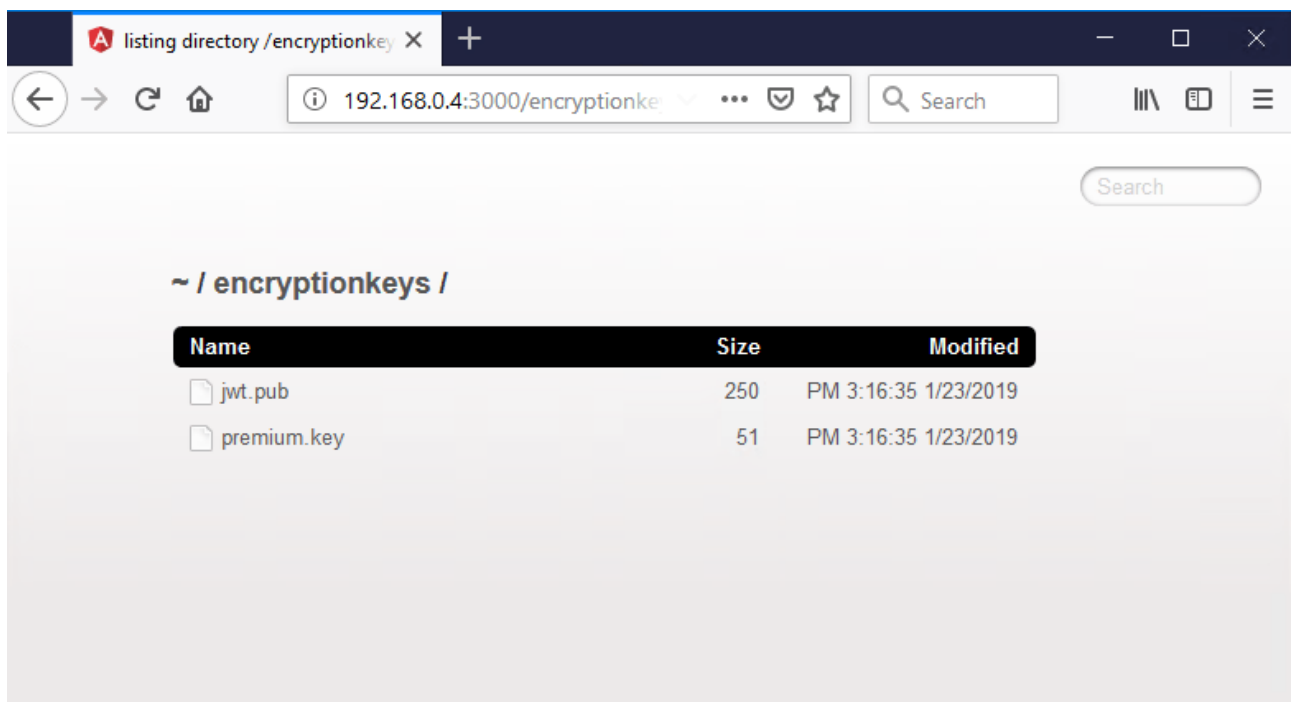 listing directory /encryptionkey
192.168.0.4:3000/encryptionke
Search
Search
~ / encryptionkeys /
Name Size Modified
jwt.pub 250 PM 3:16:35 1/23/2019
premium.key 51 PM 3:16:35 1/23/2019